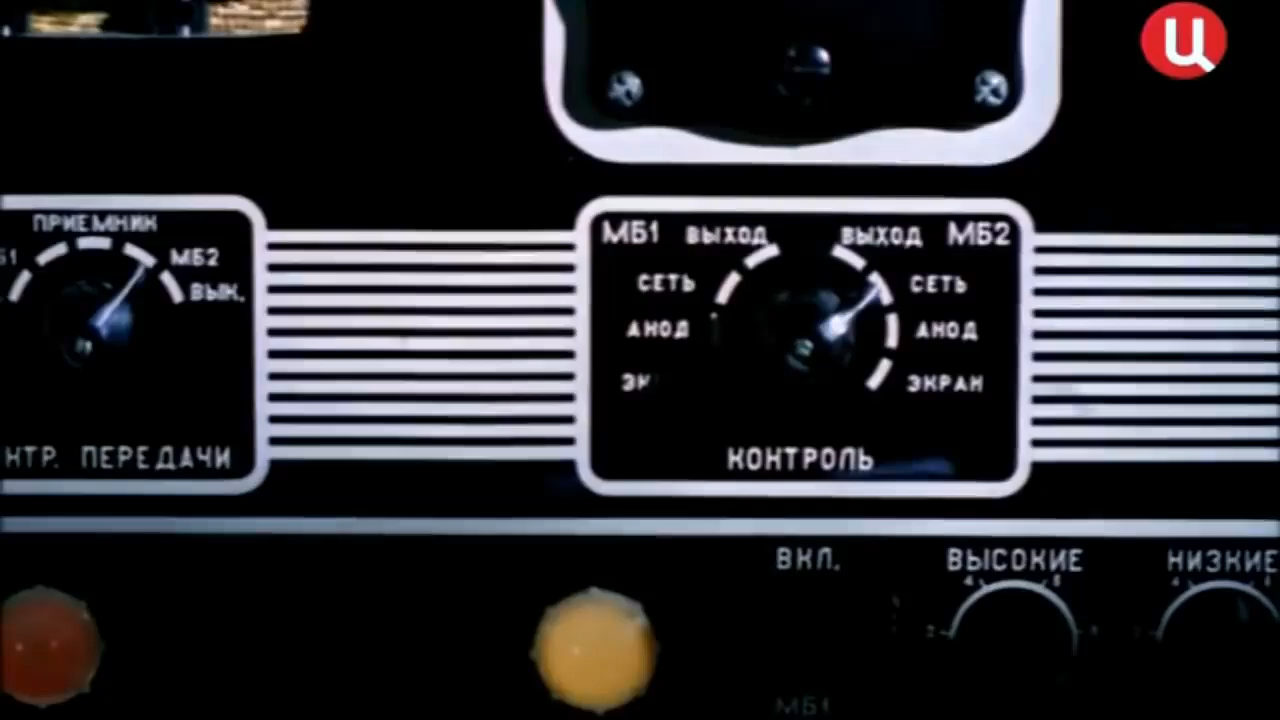 Ц
ПРИЕМНИК
МБ2
ВЫК.
НТР. ПЕРЕДАЧИ
МБ1 ВЫХОД ВЫХОД МБ2
СЕТЬ СЕТЬ
АНОД АНОД
ЭКРАН
КОНТРОЛЬ
ВКЛ. ВЫСОКИЕ НИЗКИЕ
МБ1